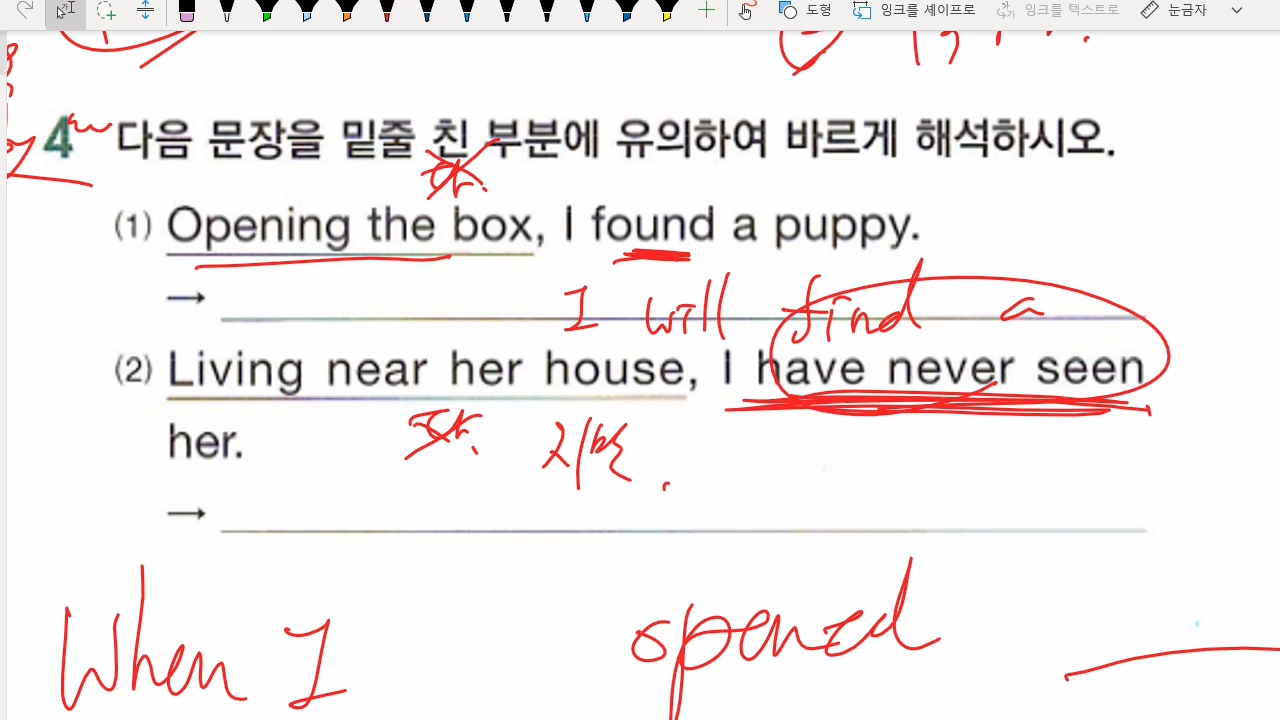 도형 잉크를 셰이프로 잉크를 텍스트로 눈금자
4 다음 문장을 밑줄 친 부분에 유의하여 바르게 해석하시오.
(1) Opening the box, I found a puppy.
→
I will find a
(2) Living near her house, I have never seen
her.
→
When I opened